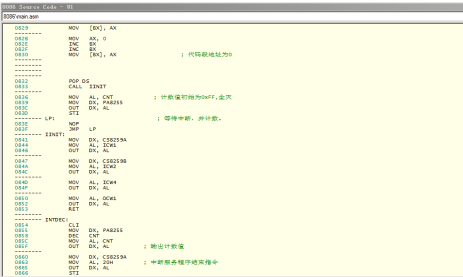 8086 Source Code - U1
8086\main.asm
0829 MOV [BX], AX
--------
082B MOV AX, 0
082E INC BX
082F INC BX
0830 MOV [BX], AX ; 代码段地址为0
--------
--------
--------
--------
0832 POP DS
0833 CALL IINIT
--------
0836 MOV AL, CNT ; 计数值初始为0xFF,全灭
0839 MOV DX, PA8255
083C OUT DX, AL
083D STI
-------- LP: ; 等待中断，并计数。
083E NOP
083F JMP LP
-------- IINIT:
0841 MOV DX, CS8259A
0844 MOV AL, ICW1
0846 OUT DX, AL
--------
0847 MOV DX, CS8259B
084A MOV AL, ICW2
084C OUT DX, AL
--------
084D MOV AL, ICW4
084F OUT DX, AL
--------
0850 MOV AL, OCW1
0852 OUT DX, AL
0853 RET
--------
-------- INTDEC:
0854 CLI
0855 MOV DX, PA8255
0858 DEC CNT
085C MOV AL, CNT
085F OUT DX, AL ; 输出计数值
--------
0860 MOV DX, CS8259A
0863 MOV AL, 20H ; 中断服务程序结束指令
0865 OUT DX, AL
0866 STI